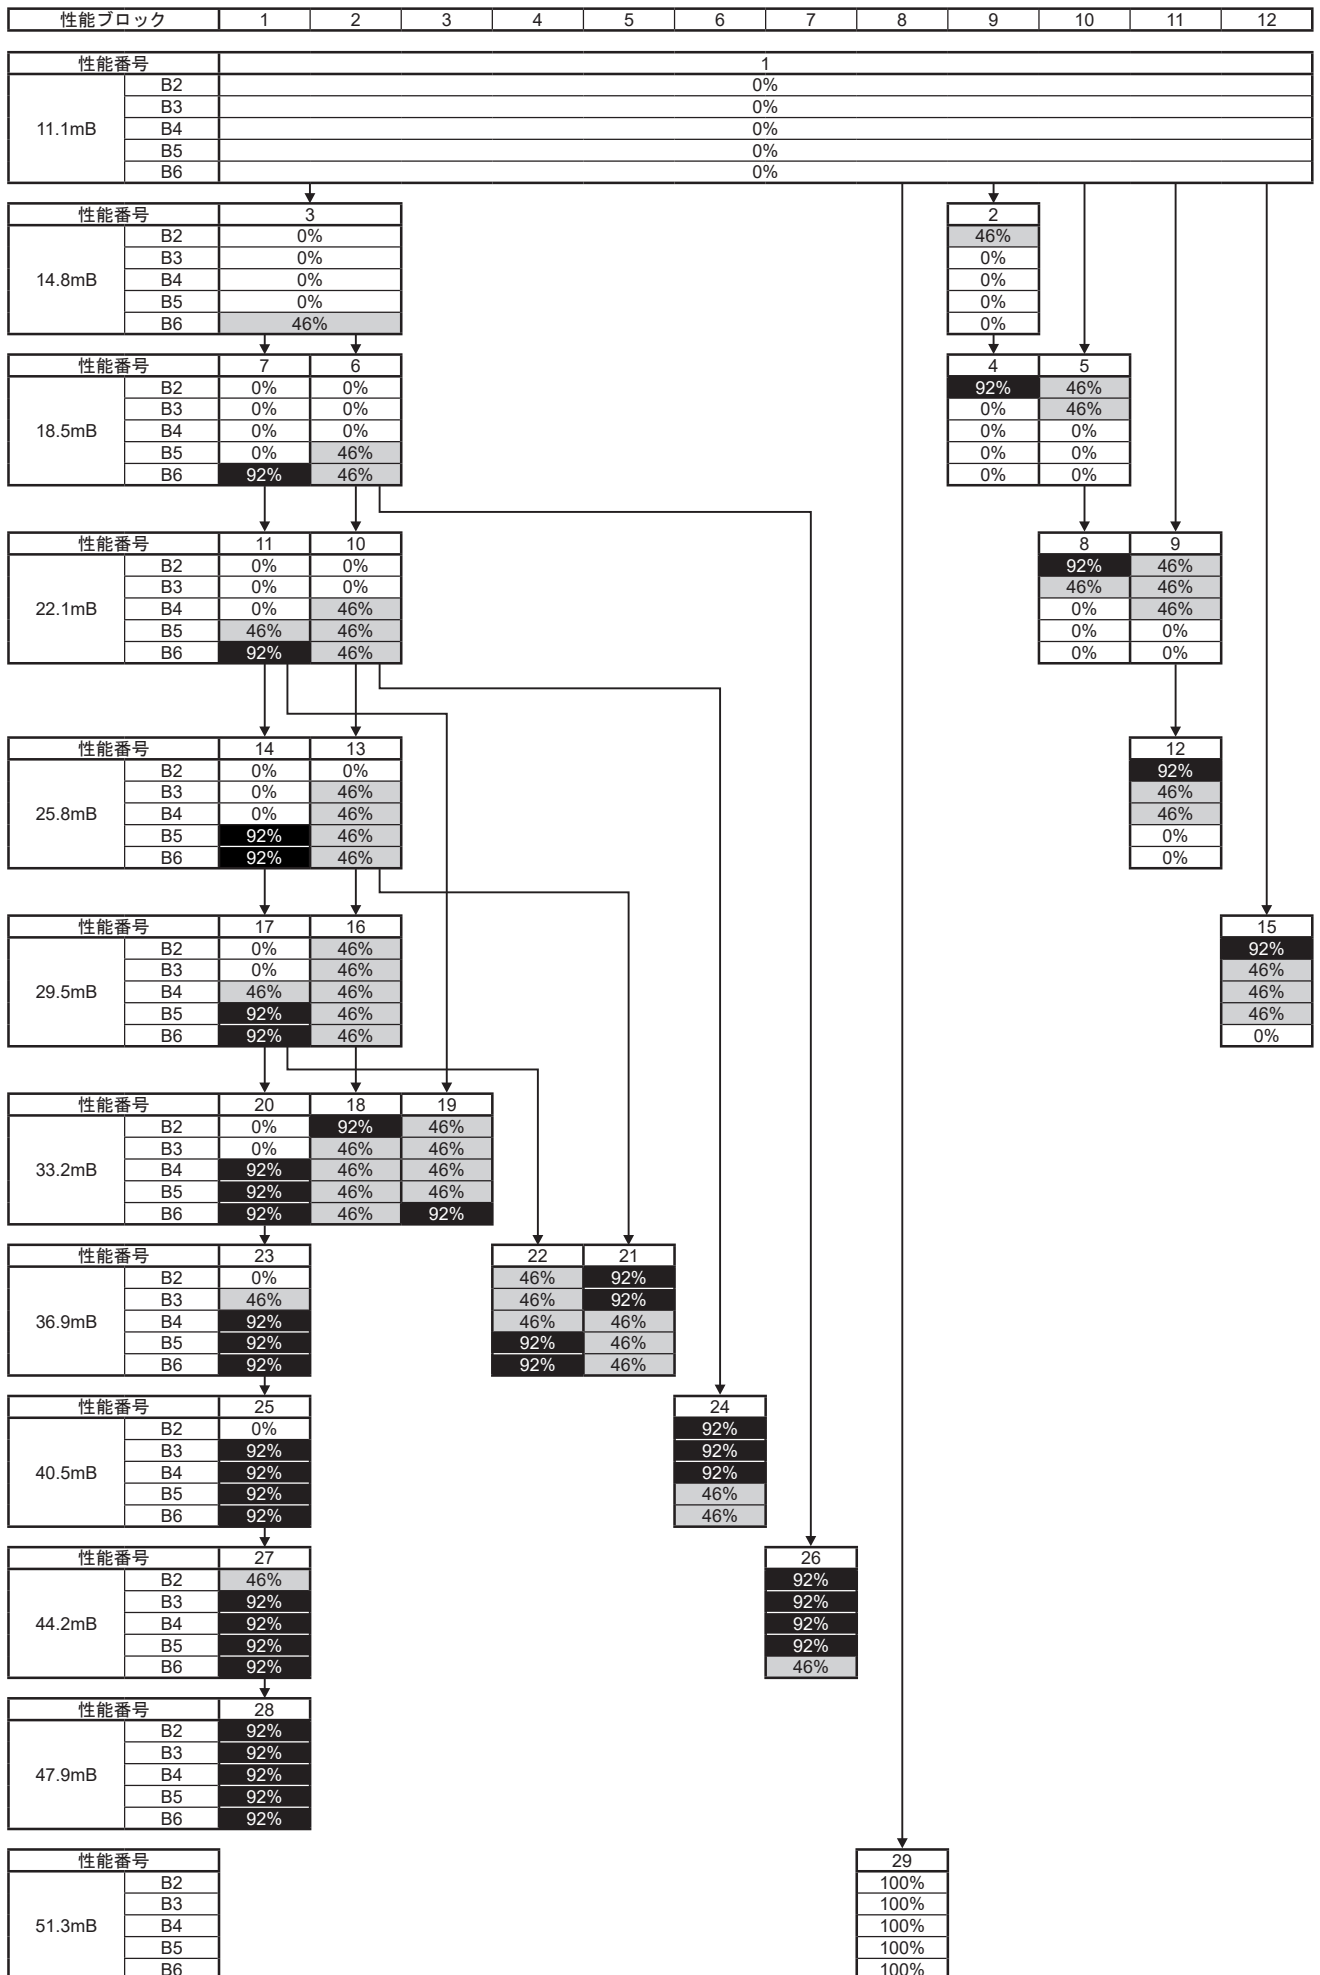 性能ブロック 1 2 3 4 5 6 7 8 9 10 11 12
性能番号 1
B2 0%
B3 0%
11.1mB B4 0%
B5 0%
B6 0%
性能番号 3 2
B2 0% 46%
B3 0% 0%
14.8mB B4 0% 0%
B5 0% 0%
B6 46% 0%
性能番号 7 6 4 5
B2 0% 0% 92% 46%
B3 0% 0% 0% 46%
18.5mB B4 0% 0% 0% 0%
B5 0% 46% 0% 0%
B6 92% 46% 0% 0%
性能番号 11 10 8 9
B2 0% 0% 92% 46%
B3 0% 0% 46% 46%
22.1mB B4 0% 46% 0% 46%
B5 46% 46% 0% 0%
B6 92% 46% 0% 0%
性能番号 14 13 12
B2 0% 0% 92%
B3 0% 46% 46%
25.8mB B4 0% 46% 46%
B5 92% 46% 0%
B6 92% 46% 0%
性能番号 17 16 15
B2 0% 46% 92%
B3 0% 46% 46%
29.5mB B4 46% 46% 46%
B5 92% 46% 46%
B6 92% 46% 0%
性能番号 20 18 19
B2 0% 92% 46%
B3 0% 46% 46%
33.2mB B4 92% 46% 46%
B5 92% 46% 46%
B6 92% 46% 92%
性能番号 23 22 21
B2 0% 46% 92%
B3 46% 46% 92%
36.9mB B4 92% 46% 46%
B5 92% 92% 46%
B6 92% 92% 46%
性能番号 25 24
B2 0% 92%
B3 92% 92%
40.5mB B4 92% 92%
B5 92% 46%
B6 92% 46%
性能番号 27 26
B2 46% 92%
B3 92% 92%
44.2mB B4 92% 92%
B5 92% 92%
B6 92% 46%
性能番号 28
B2 92%
B3 92%
47.9mB B4 92%
B5 92%
B6 92%
性能番号 29
B2 100%
B3 100%
51.3mB B4 100%
B5 100%
B6 100%